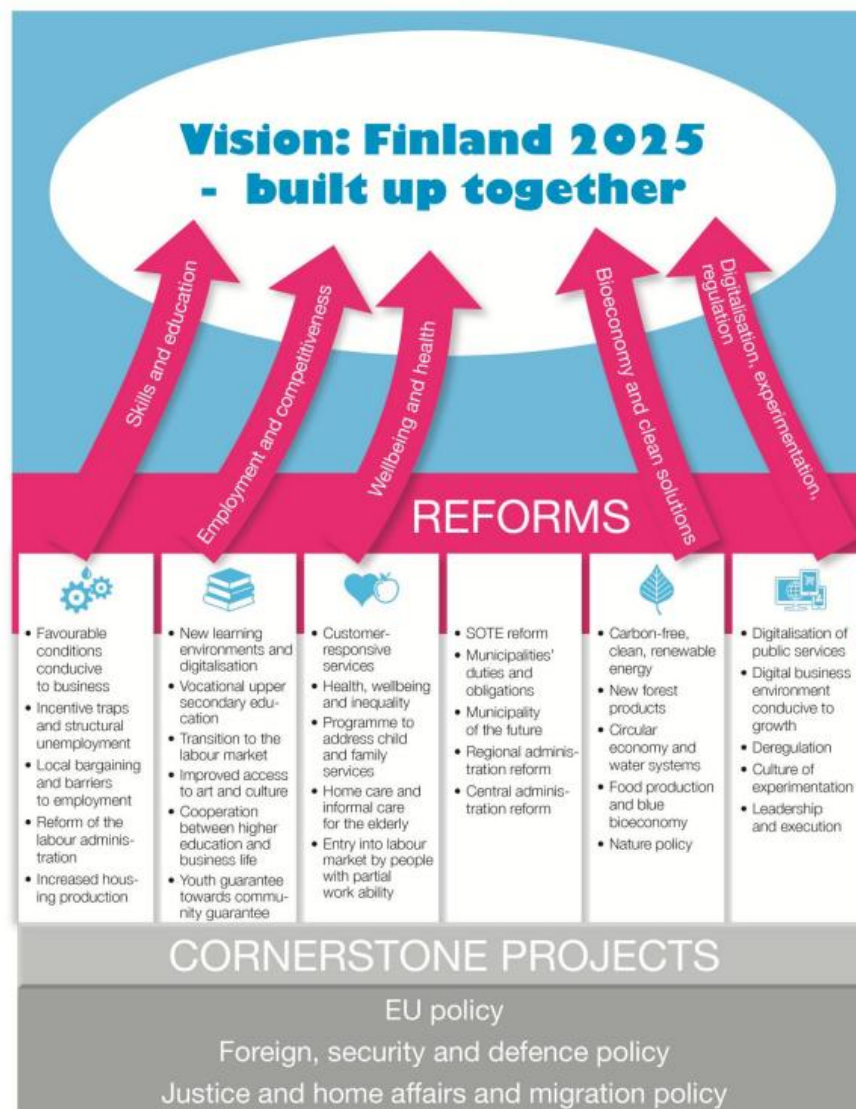 Vision: Finland 2025
- built up together
Skills and education
Employment and competitiveness
Wellbeing and health
Bioeconomy and clean solutions
Digitalisation, experimentation,
regulation
REFORMS
• Favourable
conditions
conducive
to business
• Incentive traps
and structural
unemployment
• Local bargaining
and barriers
to employment
• Reform of the
labour adminis-
tration
• Increased hous-
ing production
• New learning
environments and
digitalisation
• Vocational upper
secondary edu-
cation
• Transition to the
labour market
• Improved access
to art and culture
• Cooperation
between higher
education and
business life
• Youth guarantee
towards commu-
nity guarantee
• Customer-
responsive
services
• Health, wellbeing
and inequality
• Programme to
address child
and family
services
• Home care and
informal care
for the elderly
• Entry into labour
market by people
with partial
work ability
• SOTE reform
• Municipalities'
duties and
obligations
• Municipality
of the future
• Regional adminis-
tration reform
• Central adminis-
tration reform
• Carbon-free,
clean, renewable
energy
• New forest
products
• Circular
economy and
water systems
• Food production
and blue
bioeconomy
• Nature policy
• Digitalisation of
public services
• Digital business
environment
conducive to
growth
• Deregulation
• Culture of
experimentation
• Leadership
and execution
CORNERSTONE PROJECTS
EU policy
Foreign, security and defence policy
Justice and home affairs and migration policy